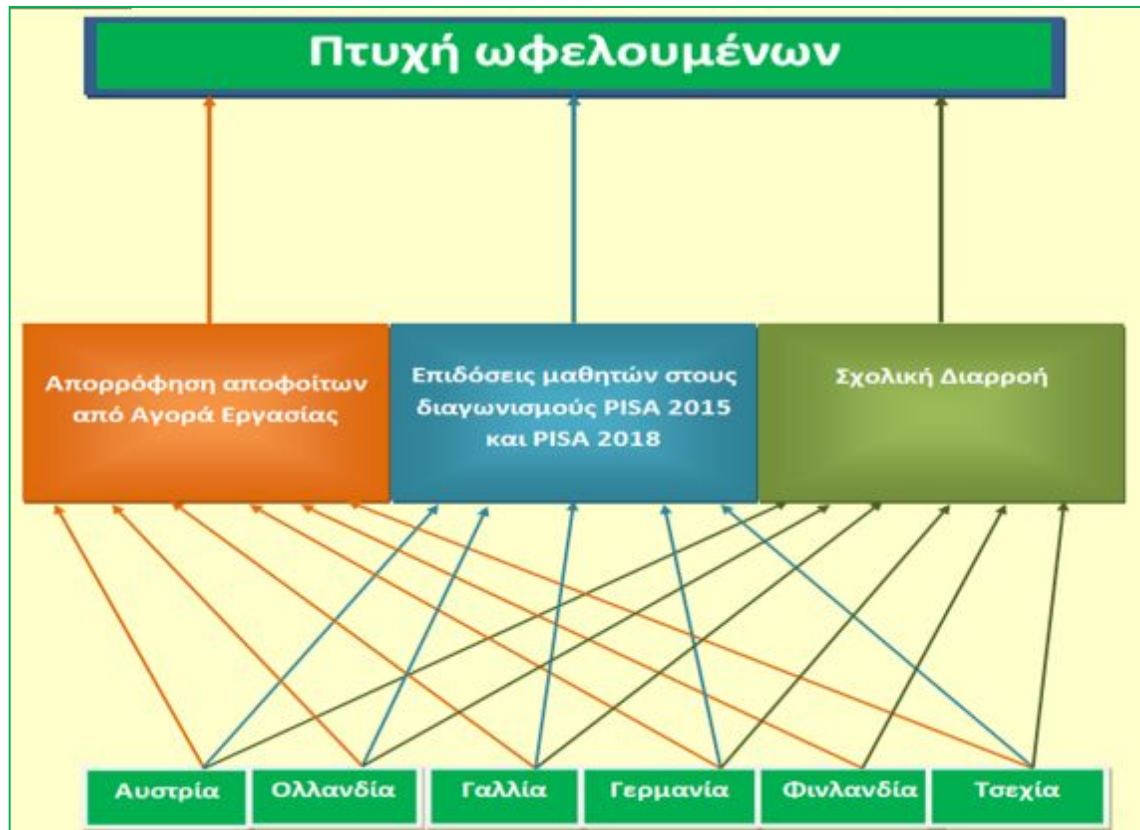 Πτυχή ωφελουμένων
Απορρόφηση αποφοίτων
από Αγορά Εργασίας
Επιδόσεις μαθητών στους
διαγωνισμούς PISA 2015
και PISA 2018
Σχολική Διαρροή
Αυστρία
Ολλανδία
Γαλλία
Γερμανία
Φινλανδία
Τσεχία